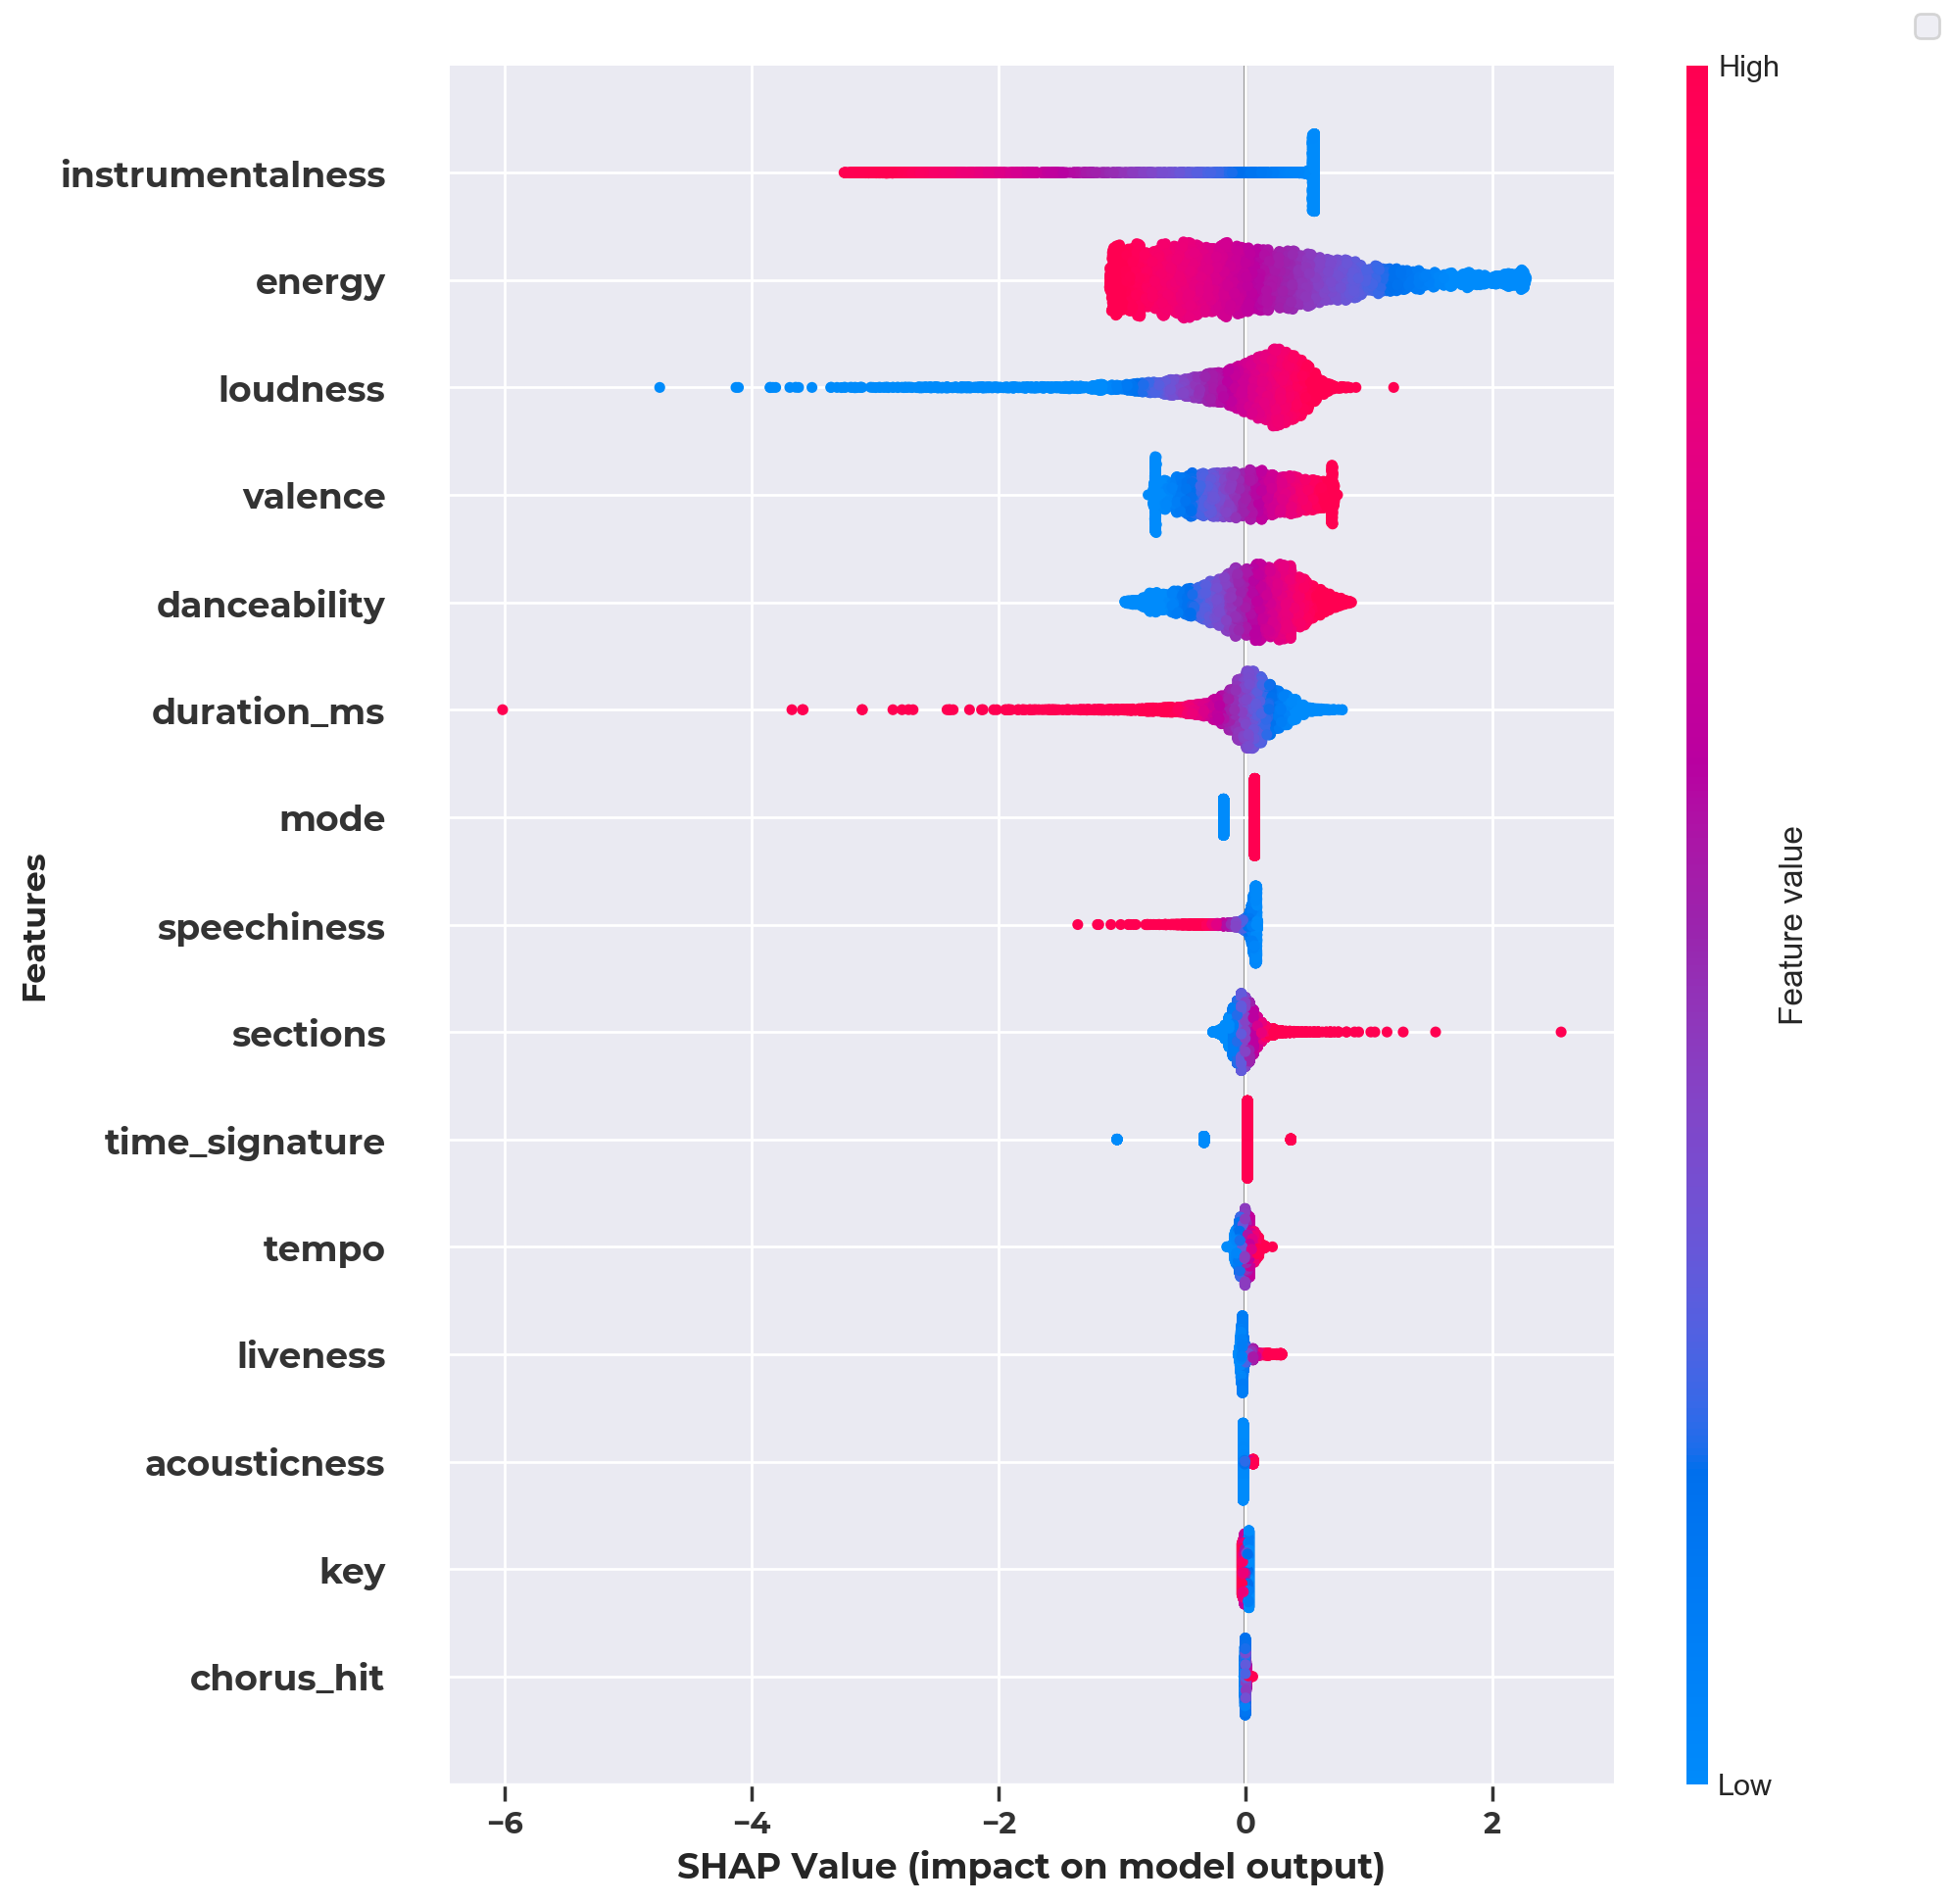 High
instrumentalness
energy
loudness
valence
danceability
duration_ms
mode
speechiness
sections
time_signature
tempo
liveness
acousticness
key
chorus_hit
Features
Feature value
Low
−6 −4 −2 0 2
SHAP Value (impact on model output)